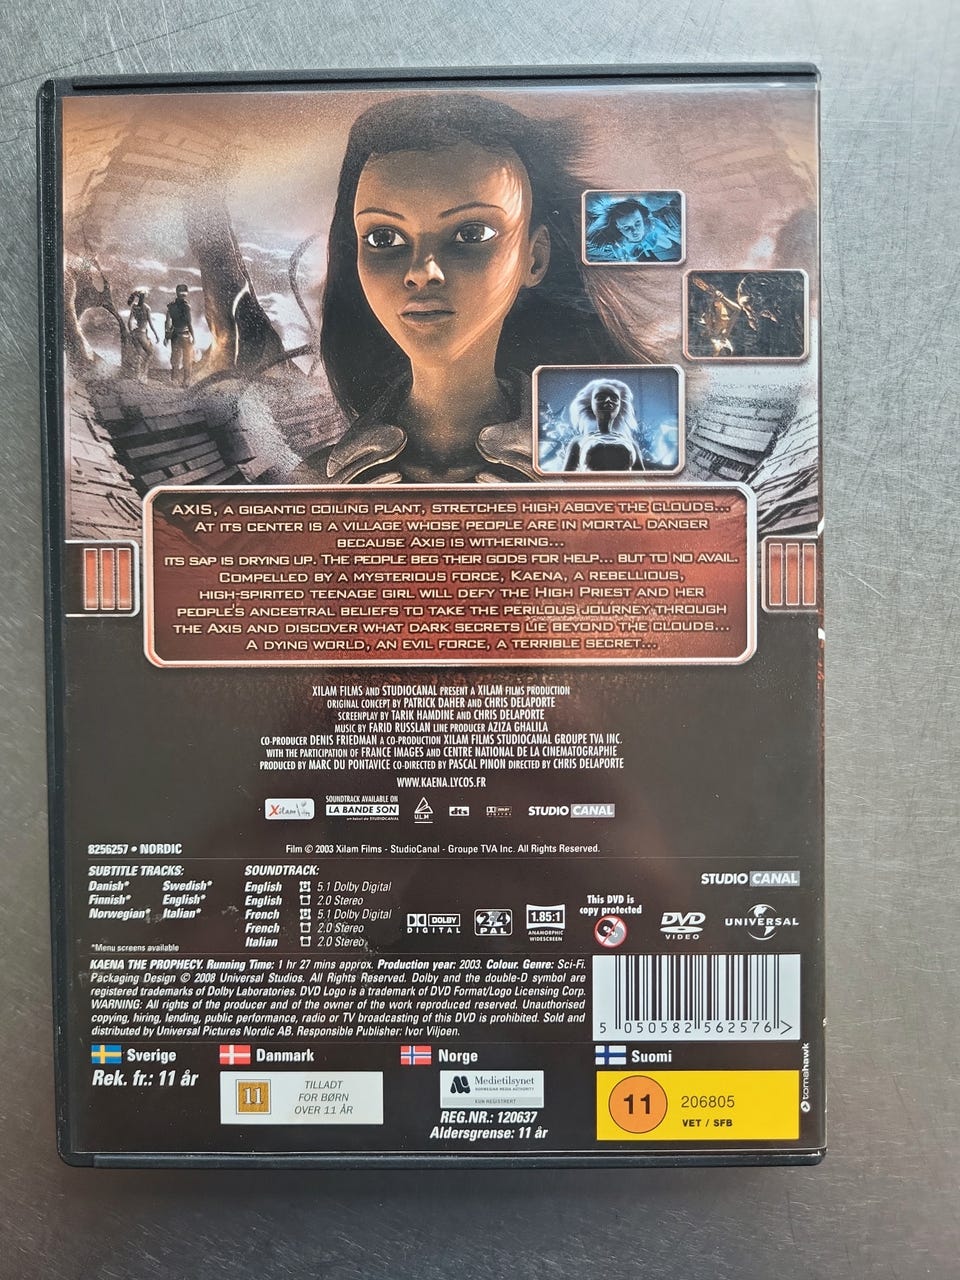 AXIS, A GIGANTIC COILING PLANT, STRETCHES HIGH ABOVE THE CLOUDS...
AT ITS CENTER IS A VILLAGE WHOSE PEOPLE ARE IN MORTAL DANGER
BECAUSE AXIS IS WITHERING...
ITS SAP IS DRYING UP. THE PEOPLE BEG THEIR GODS FOR HELP... BUT TO NO AVAIL.
COMPELLED BY A MYSTERIOUS FORCE, KAENA, A REBELLIOUS,
HIGH-SPIRITED TEENAGE GIRL WILL DEFY THE HIGH PRIEST AND HER
PEOPLE'S ANCESTRAL BELIEFS TO TAKE THE PERILOUS JOURNEY THROUGH
THE AXIS AND DISCOVER WHAT DARK SECRETS LIE BEYOND THE CLOUDS...
A DYING WORLD, AN EVIL FORCE, A TERRIBLE SECRET...
XILAM FILMS AND STUDIOCANAL PRESENT A XILAM FILMS PRODUCTION
ORIGINAL CONCEPT BY PATRICK DAHER AND CHRIS DELAPORTE
SCREENPLAY BY TARIK HAMDINE AND CHRIS DELAPORTE
MUSIC BY FARID RUSSLAN LINE PRODUCER AZIZA GHALILA
CO-PRODUCER DENIS FRIEDMAN A CO-PRODUCTION XILAM FILMS STUDIOCANAL GROUPE TVA INC.
WITH THE PARTICIPATION OF FRANCE IMAGES AND CENTRE NATIONAL DE LA CINEMATOGRAPHIE
PRODUCED BY MARC DU PONTAVICE CO-DIRECTED BY PASCAL PINON DIRECTED BY CHRIS DELAPORTE
WWW.KAENA.LYCOS.FR
Xilam
SOUNDTRACK AVAILABLE ON
LA BANDE SON
un label de STUDIOCANAL
U.L.M
dts
DOLBY DIGITAL
STUDIO CANAL
8256257 • NORDIC
Film © 2003 Xilam Films - StudioCanal - Groupe TVA Inc. All Rights Reserved.
SUBTITLE TRACKS:
Danish* Swedish*
Finnish* English*
Norwegian* Italian*
*Menu screens available
SOUNDTRACK:
English 5.1 Dolby Digital
English 2.0 Stereo
French 5.1 Dolby Digital
French 2.0 Stereo
Italian 2.0 Stereo
DOLBY DIGITAL
2 4
PAL
1.85:1
ANAMORPHIC WIDESCREEN
This DVD is
copy protected
STUDIO CANAL
DVD VIDEO
UNIVERSAL
KAENA THE PROPHECY. Running Time: 1 hr 27 mins approx. Production year: 2003. Colour. Genre: Sci-Fi.
Packaging Design © 2008 Universal Studios. All Rights Reserved. Dolby and the double-D symbol are
registered trademarks of Dolby Laboratories. DVD Logo is a trademark of DVD Format/Logo Licensing Corp.
WARNING: All rights of the producer and of the owner of the work reproduced reserved. Unauthorised
copying, hiring, lending, public performance, radio or TV broadcasting of this DVD is prohibited. Sold and
distributed by Universal Pictures Nordic AB. Responsible Publisher: Ivor Viljoen.
5 050582 562576 >
Sverige
Rek. fr.: 11 år
Danmark
11
TILLADT
FOR BØRN
OVER 11 ÅR
Norge
Medietilsynet
NORWEGIAN MEDIA AUTHORITY
KUN REGISTRERT
REG.NR.: 120637
Aldersgrense: 11 år
Suomi
11
206805
VET / SFB
tomahawk